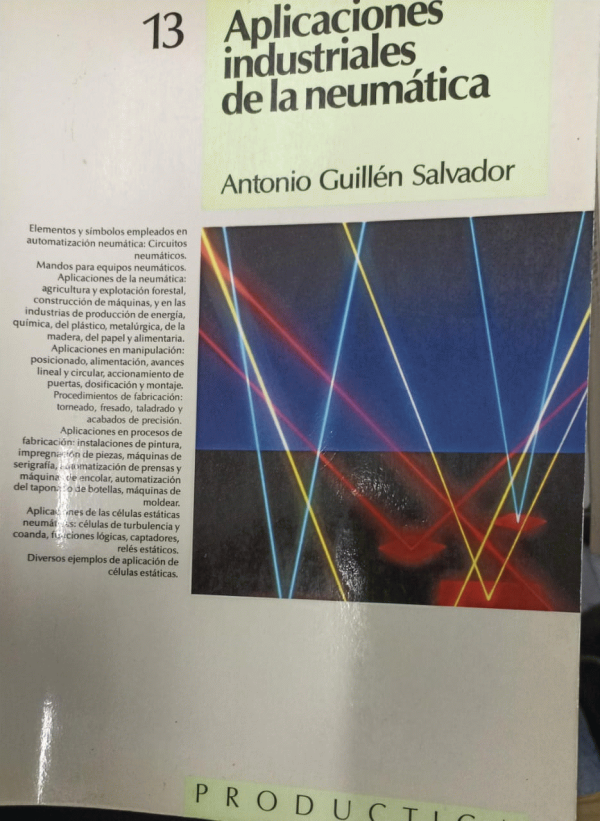 13
Aplicaciones
industriales
de la neumática
Antonio Guillén Salvador
Elementos y símbolos empleados en
automatización neumática: Circuitos
neumáticos.
Mandos para equipos neumáticos.
Aplicaciones de la neumática:
agricultura y explotación forestal,
construcción de máquinas, y en las
industrias de producción de energía,
química, del plástico, metalúrgica, de la
madera, del papel y alimentaria.
Aplicaciones en manipulación:
posicionado, alimentación, avances
lineal y circular, accionamiento de
puertas, dosificación y montaje.
Procedimientos de fabricación:
torneado, fresado, taladrado y
acabados de precisión.
Aplicaciones en procesos de
fabricación: instalaciones de pintura,
impregnación de piezas, máquinas de
serigrafía, automatización de prensas y
máquinas de encolar, automatización
del taponado de botellas, máquinas de
moldear.
Aplicaciones de las células estáticas
neumáticas: células de turbulencia y
coanda, funciones lógicas, captadores,
relés estáticos.
Diversos ejemplos de aplicación de
células estáticas.
PRODUCTIC